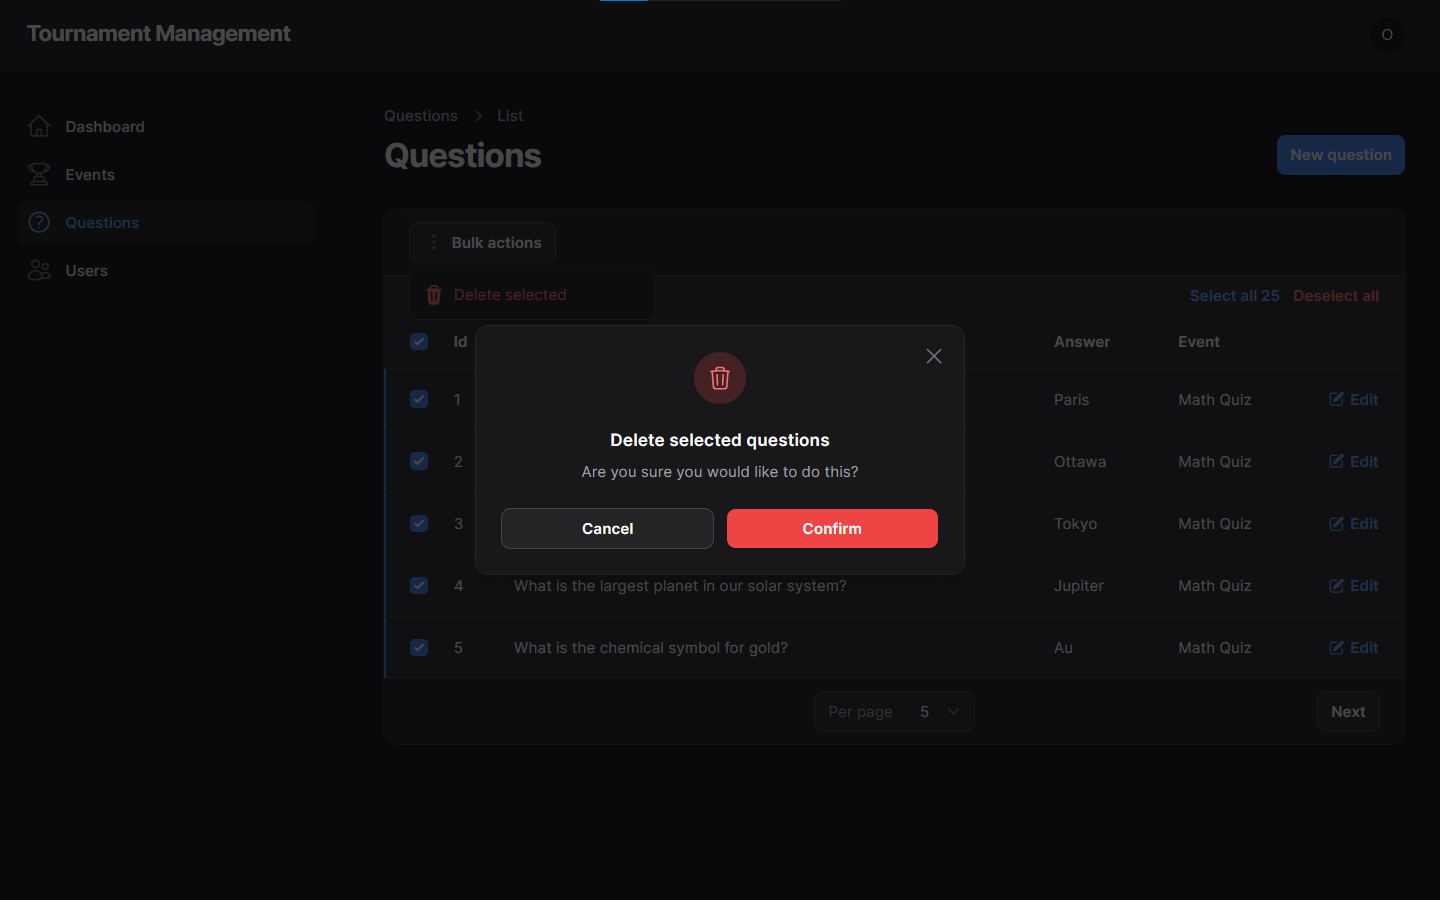 Tournament Management
O
Dashboard
Events
Questions
Users
Questions > List
Questions
New question
Bulk actions
Delete selected
Select all 25 Deselect all
Id Answer Event
1 Paris Math Quiz Edit
2 Ottawa Math Quiz Edit
3 Tokyo Math Quiz Edit
4 What is the largest planet in our solar system? Jupiter Math Quiz Edit
5 What is the chemical symbol for gold? Au Math Quiz Edit
Per page 5
Next
Delete selected questions
Are you sure you would like to do this?
Cancel Confirm